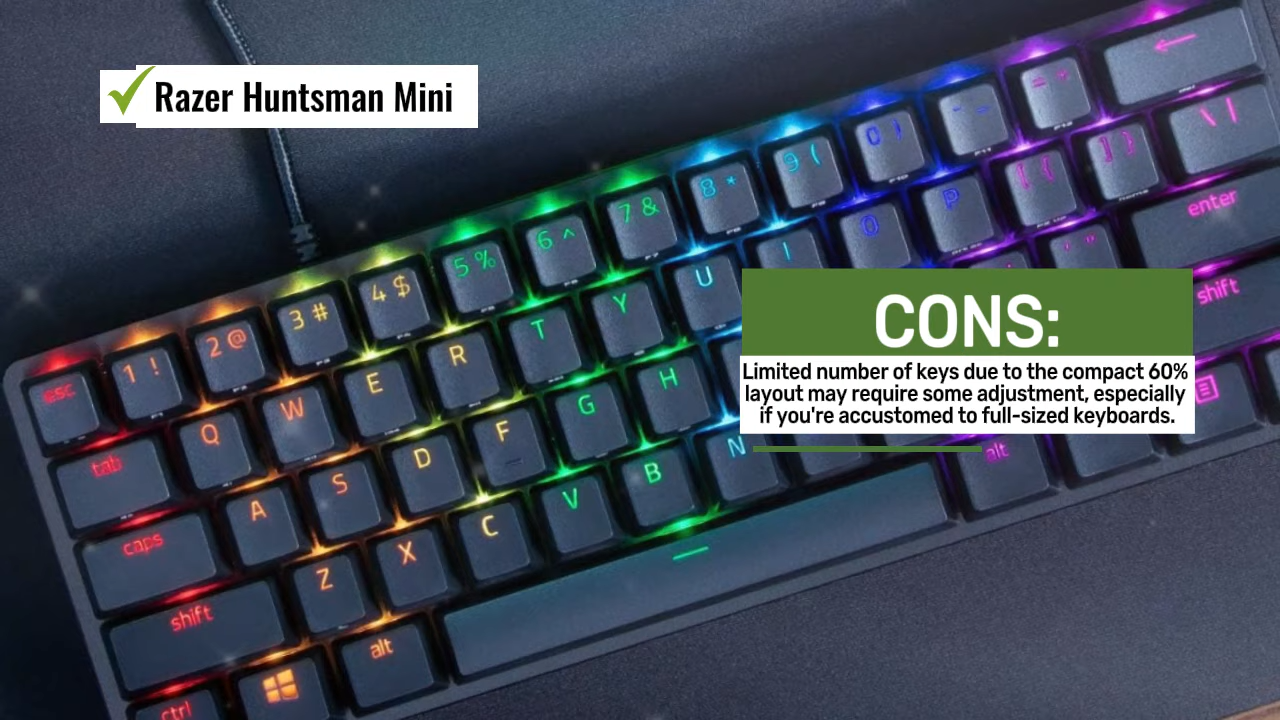 Razer Huntsman Mini
CONS:
Limited number of keys due to the compact 60%
layout may require some adjustment, especially
if you're accustomed to full-sized keyboards.
esc 1 ! 2 @ 3 # 4 $ 5 % 6 ^ 7 & 8 * 9 ( 0 ) - _ = + ←
tab Q W E R T Y U I O P [ { ] } \ |
caps A S D F G H ' " enter
shift Z X C V B N shift
ctrl alt alt